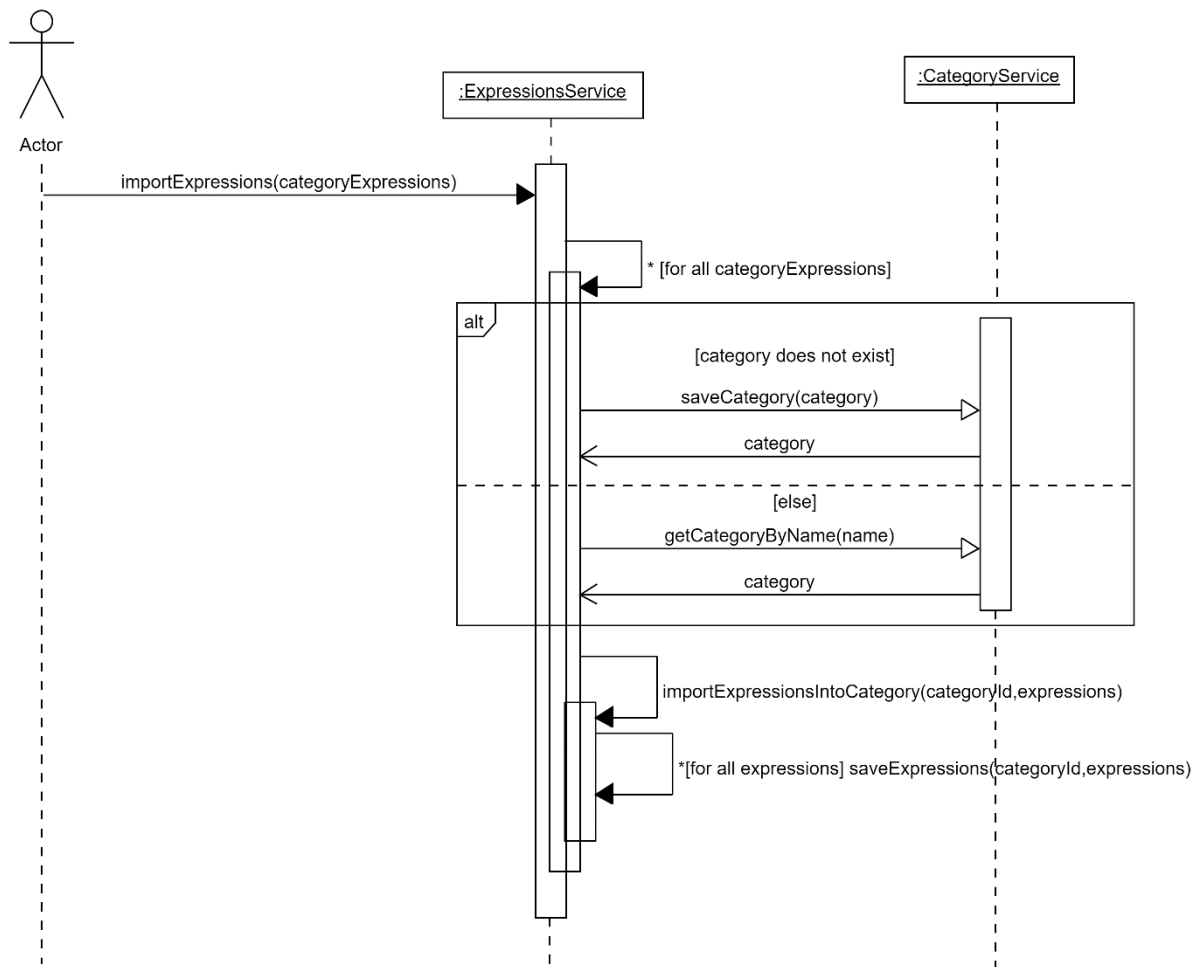 :CategoryService
:ExpressionsService
Actor
importExpressions(categoryExpressions)
* [for all categoryExpressions]
alt
[category does not exist]
saveCategory(category)
category
[else]
getCategoryByName(name)
category
importExpressionsIntoCategory(categoryId,expressions)
*[for all expressions] saveExpressions(categoryId,expressions)